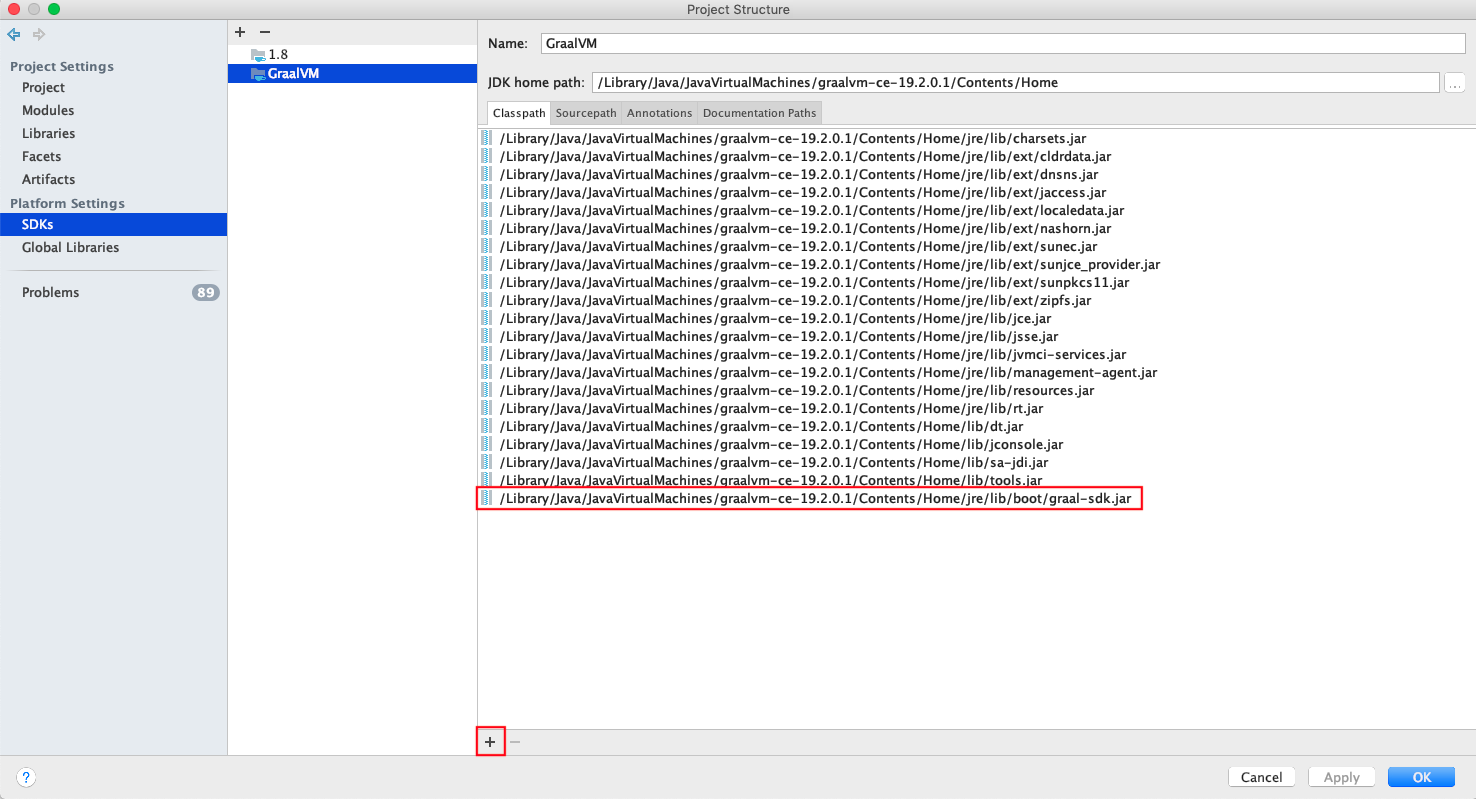 Project Structure
Project Settings
Project
Modules
Libraries
Facets
Artifacts
Platform Settings
SDKs
Global Libraries
Problems 89
+ −
1.8
GraalVM
Name: GraalVM
JDK home path: /Library/Java/JavaVirtualMachines/graalvm-ce-19.2.0.1/Contents/Home ...
Classpath Sourcepath Annotations Documentation Paths
/Library/Java/JavaVirtualMachines/graalvm-ce-19.2.0.1/Contents/Home/jre/lib/charsets.jar
/Library/Java/JavaVirtualMachines/graalvm-ce-19.2.0.1/Contents/Home/jre/lib/ext/cldrdata.jar
/Library/Java/JavaVirtualMachines/graalvm-ce-19.2.0.1/Contents/Home/jre/lib/ext/dnsns.jar
/Library/Java/JavaVirtualMachines/graalvm-ce-19.2.0.1/Contents/Home/jre/lib/ext/jaccess.jar
/Library/Java/JavaVirtualMachines/graalvm-ce-19.2.0.1/Contents/Home/jre/lib/ext/localedata.jar
/Library/Java/JavaVirtualMachines/graalvm-ce-19.2.0.1/Contents/Home/jre/lib/ext/nashorn.jar
/Library/Java/JavaVirtualMachines/graalvm-ce-19.2.0.1/Contents/Home/jre/lib/ext/sunec.jar
/Library/Java/JavaVirtualMachines/graalvm-ce-19.2.0.1/Contents/Home/jre/lib/ext/sunjce_provider.jar
/Library/Java/JavaVirtualMachines/graalvm-ce-19.2.0.1/Contents/Home/jre/lib/ext/sunpkcs11.jar
/Library/Java/JavaVirtualMachines/graalvm-ce-19.2.0.1/Contents/Home/jre/lib/ext/zipfs.jar
/Library/Java/JavaVirtualMachines/graalvm-ce-19.2.0.1/Contents/Home/jre/lib/jce.jar
/Library/Java/JavaVirtualMachines/graalvm-ce-19.2.0.1/Contents/Home/jre/lib/jsse.jar
/Library/Java/JavaVirtualMachines/graalvm-ce-19.2.0.1/Contents/Home/jre/lib/jvmci-services.jar
/Library/Java/JavaVirtualMachines/graalvm-ce-19.2.0.1/Contents/Home/jre/lib/management-agent.jar
/Library/Java/JavaVirtualMachines/graalvm-ce-19.2.0.1/Contents/Home/jre/lib/resources.jar
/Library/Java/JavaVirtualMachines/graalvm-ce-19.2.0.1/Contents/Home/jre/lib/rt.jar
/Library/Java/JavaVirtualMachines/graalvm-ce-19.2.0.1/Contents/Home/lib/dt.jar
/Library/Java/JavaVirtualMachines/graalvm-ce-19.2.0.1/Contents/Home/lib/jconsole.jar
/Library/Java/JavaVirtualMachines/graalvm-ce-19.2.0.1/Contents/Home/lib/sa-jdi.jar
/Library/Java/JavaVirtualMachines/graalvm-ce-19.2.0.1/Contents/Home/lib/tools.jar
/Library/Java/JavaVirtualMachines/graalvm-ce-19.2.0.1/Contents/Home/jre/lib/boot/graal-sdk.jar
+ −
? Cancel Apply OK